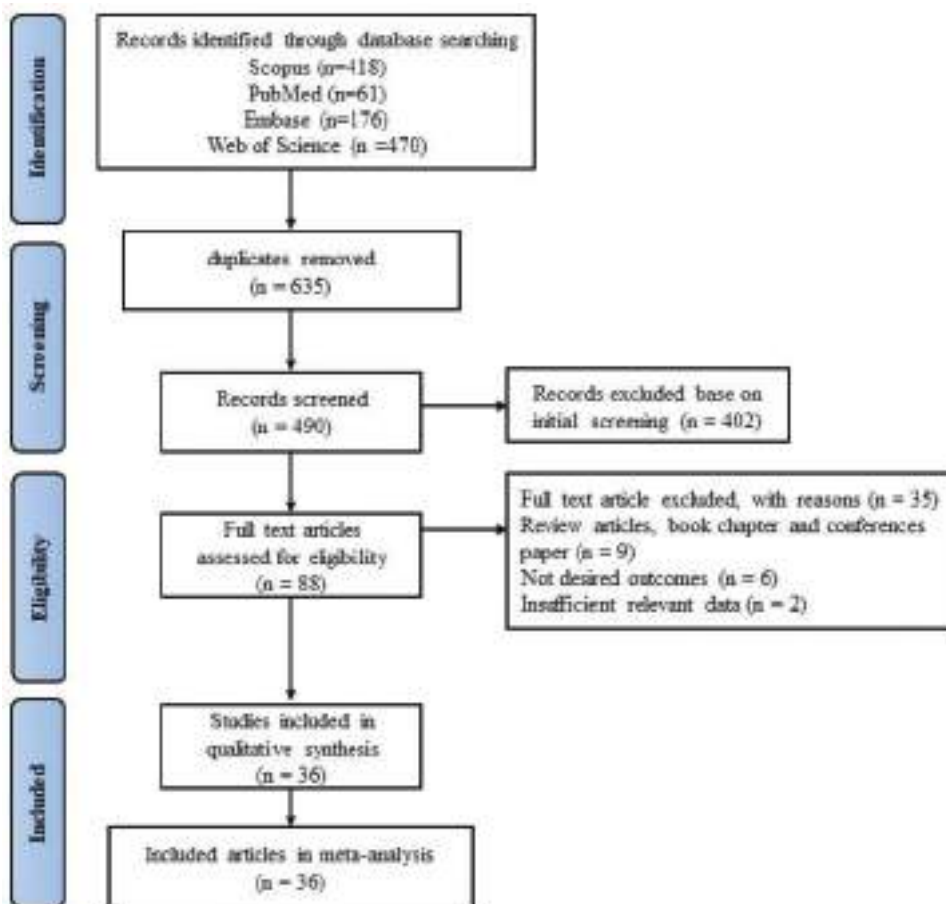 Identification
Records identified through database searching
Scopus (n=418)
PubMed (n=61)
Embase (n=176)
Web of Science (n =470)
Screening
duplicates removed
(n = 635)
Records screened
(n = 490)
Records excluded base on
initial screening (n = 402)
Eligibility
Full text articles
assessed for eligibility
(n = 88)
Full text article excluded, with reasons (n = 35)
Review articles, book chapter and conferences
paper (n = 9)
Not desired outcomes (n = 6)
Insufficient relevant data (n = 2)
Included
Studies included in
qualitative synthesis
(n = 36)
Included articles in meta-analysis
(n = 36)